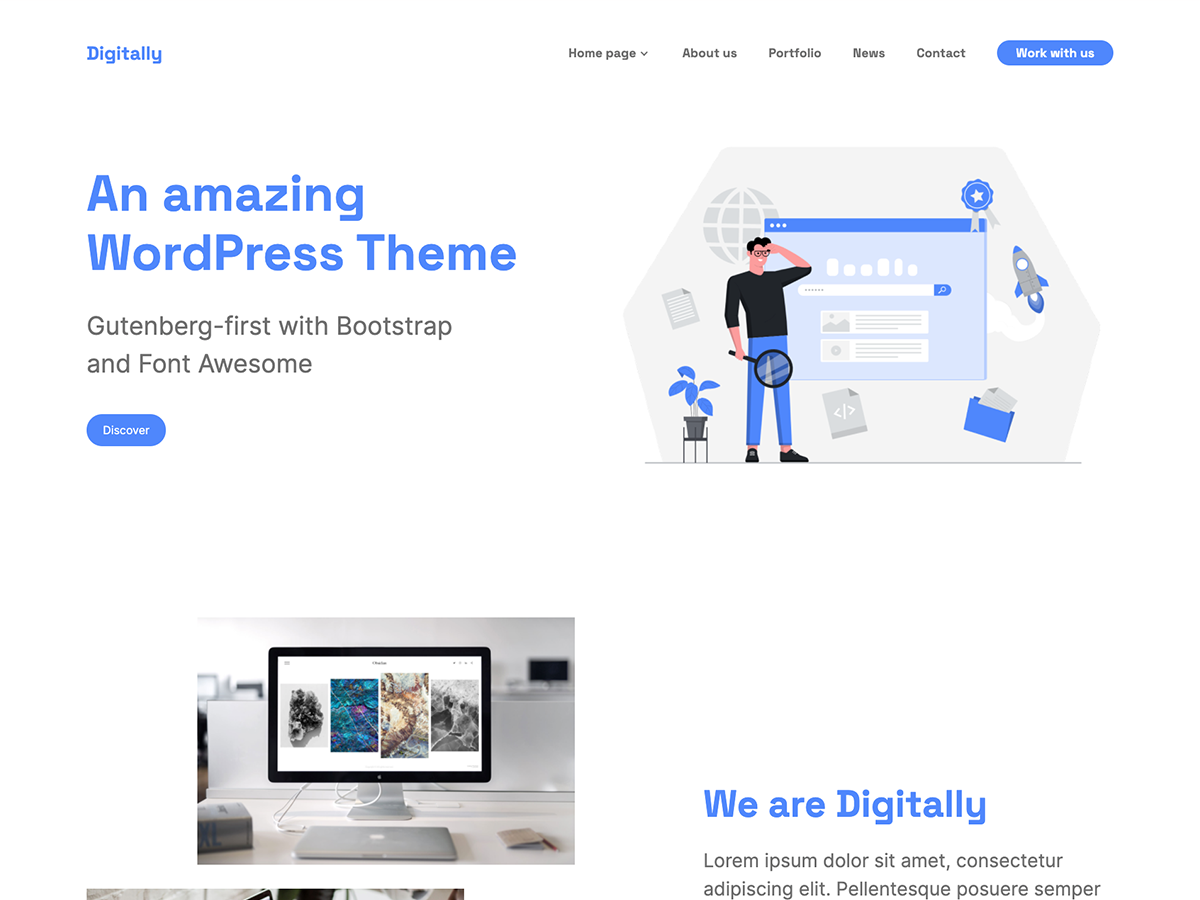 Digitally
Home page
About us
Portfolio
News
Contact
Work with us
An amazing
WordPress Theme
Gutenberg-first with Bootstrap
and Font Awesome
Discover
</>
We are Digitally
Lorem ipsum dolor sit amet, consectetur
adipiscing elit. Pellentesque posuere semper